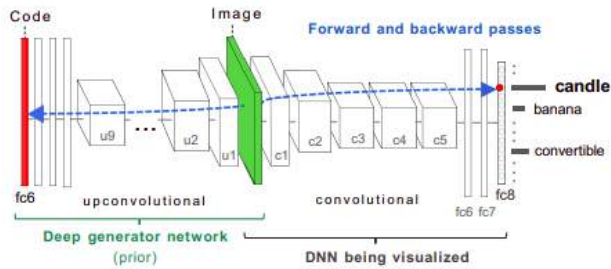 Code
Image
Forward and backward passes
candle
banana
convertible
u9
...
u2
u1
c1
c2
c3
c4
c5
fc6
fc6
fc7
fc8
upconvolutional
convolutional
Deep generator network
(prior)
DNN being visualized